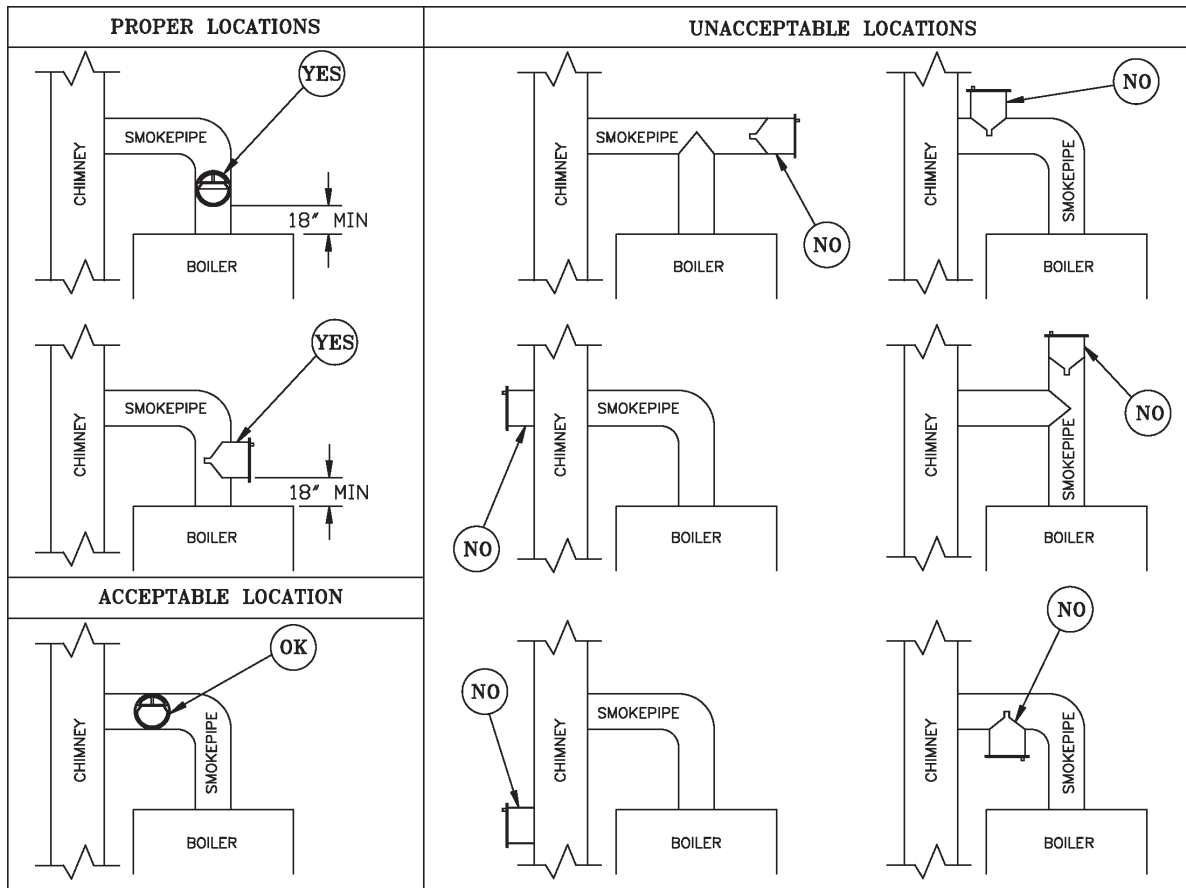 PROPER LOCATIONS
YES
SMOKEPIPE
CHIMNEY
18" MIN
BOILER
YES
SMOKEPIPE
CHIMNEY
18" MIN
BOILER
ACCEPTABLE LOCATION
OK
CHIMNEY
SMOKEPIPE
BOILER
UNACCEPTABLE LOCATIONS
SMOKEPIPE
CHIMNEY
NO
BOILER
NO
CHIMNEY
SMOKEPIPE
BOILER
SMOKEPIPE
CHIMNEY
NO
BOILER
NO
CHIMNEY
SMOKEPIPE
BOILER
NO
SMOKEPIPE
CHIMNEY
BOILER
NO
CHIMNEY
SMOKEPIPE
BOILER